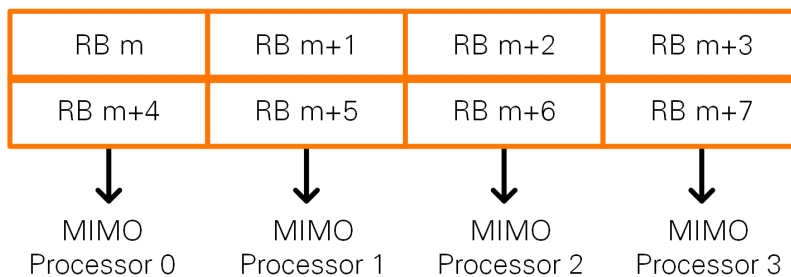 RB m RB m+1 RB m+2 RB m+3
RB m+4 RB m+5 RB m+6 RB m+7
MIMO MIMO MIMO MIMO
Processor 0 Processor 1 Processor 2 Processor 3